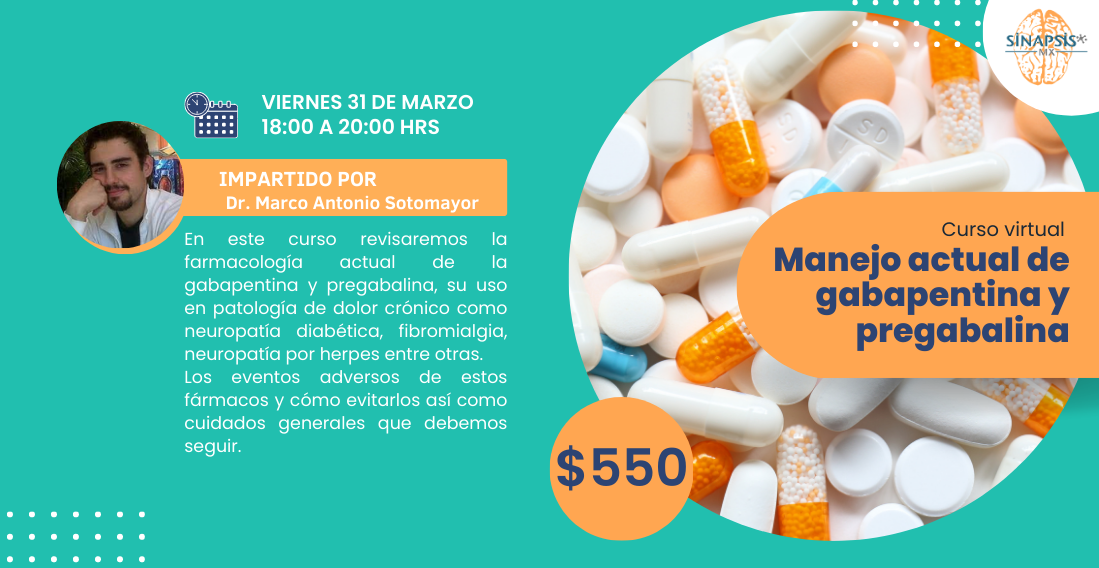 SINAPSIS*
MX
VIERNES 31 DE MARZO
18:00 A 20:00 HRS
IMPARTIDO POR
Dr. Marco Antonio Sotomayor
En este curso revisaremos la
farmacología actual de la
gabapentina y pregabalina, su uso
en patología de dolor crónico como
neuropatía diabética, fibromialgia,
neuropatía por herpes entre otras.
Los eventos adversos de estos
fármacos y cómo evitarlos así como
cuidados generales que debemos
seguir.
Curso virtual
Manejo actual de
gabapentina y
pregabalina
$550
SD
SD